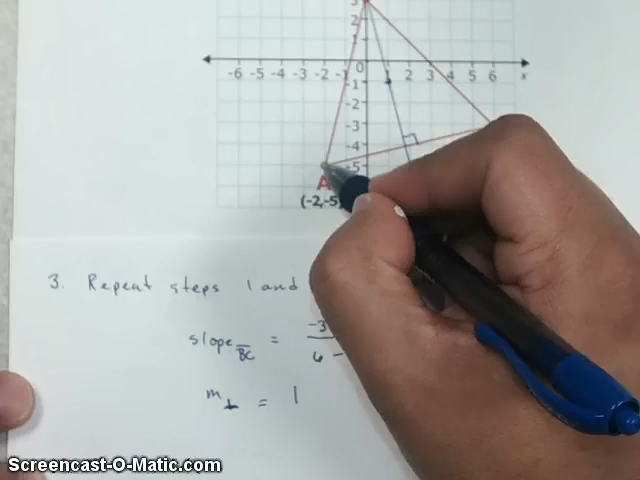 3
2
1
-6 -5 -4 -3 -2 -1 0 1 2 3 4 5 6 x
-1
-2
-3
-4
-5
A
(-2,-5)
3. Repeat steps 1 and
slope BC = -3
6 -
m⊥ = 1
Screencast-O-Matic.com